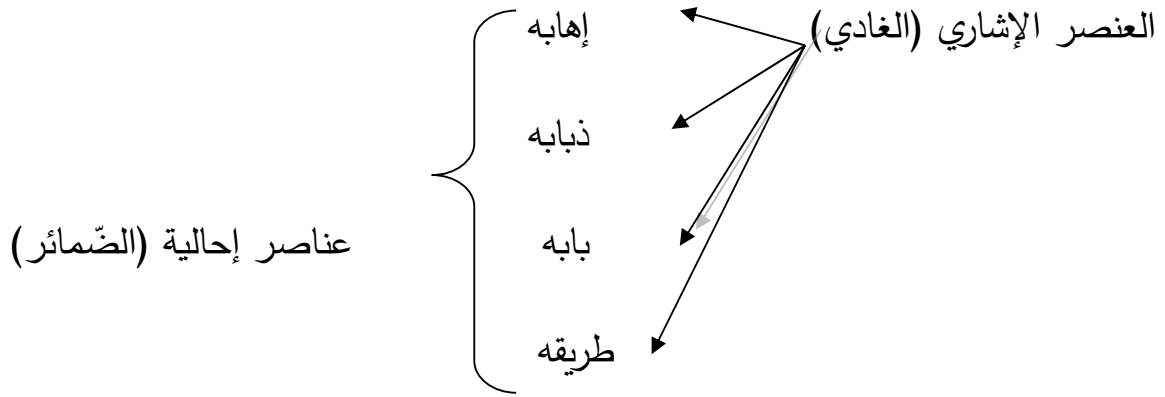 العنصر الإشاري (الغادي)
إهابه
ذبابه
بابه
طريقه
عناصر إحالية (الضّمائر)